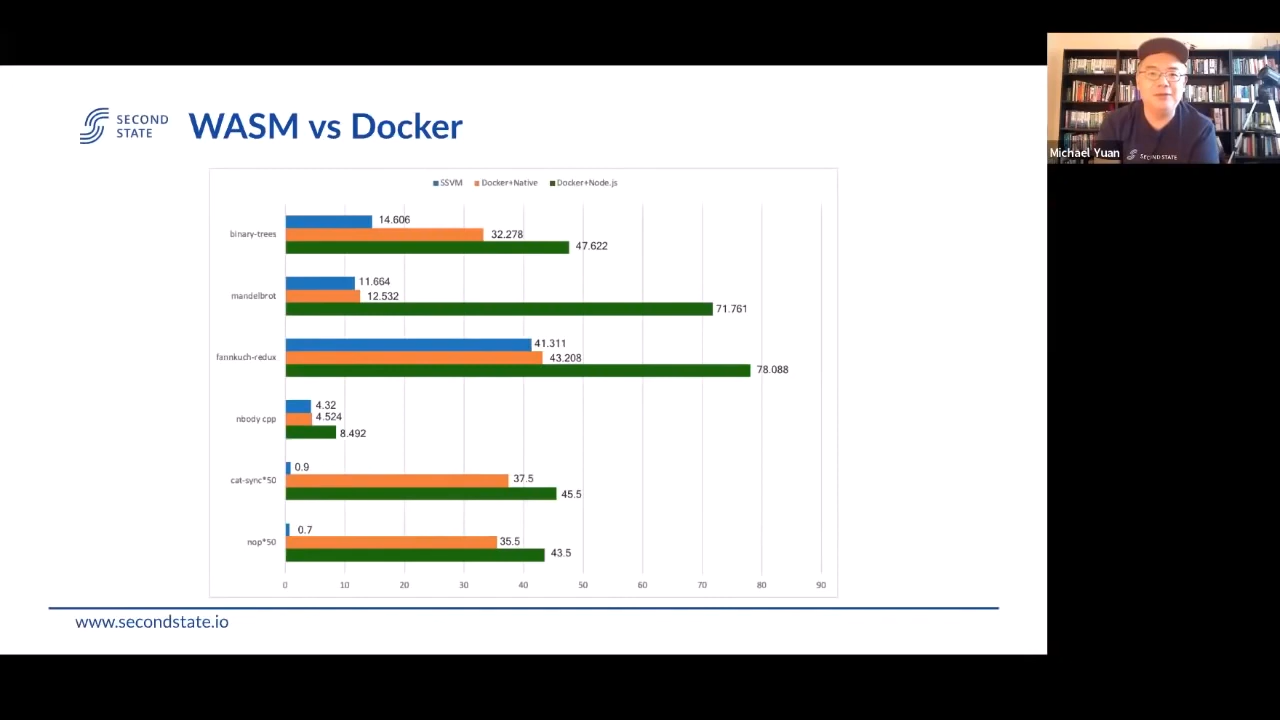 SECOND
STATE
WASM vs Docker
SSVM Docker+Native Docker+Node.js
binary-trees
14.606
32.278
47.622
mandelbrot
11.664
12.532
71.761
fannkuch-redux
41.311
43.208
78.088
nbody cpp
4.32
4.524
8.492
cat-sync*50
0.9
37.5
45.5
nop*50
0.7
35.5
43.5
0 10 20 30 40 50 60 70 80 90
www.secondstate.io
Michael Yuan
SECOND STATE